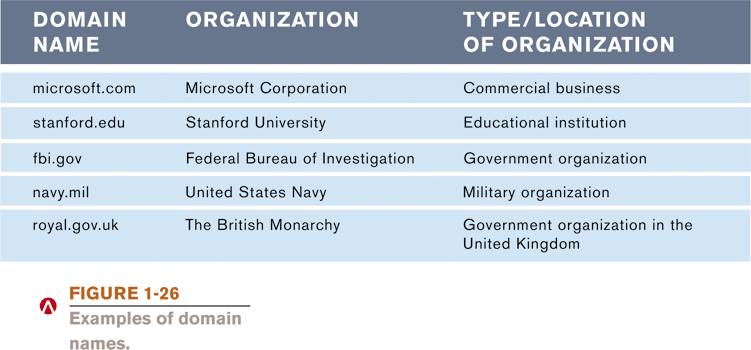 DOMAIN NAME ORGANIZATION TYPE/LOCATION OF ORGANIZATION
microsoft.com Microsoft Corporation Commercial business
stanford.edu Stanford University Educational institution
fbi.gov Federal Bureau of Investigation Government organization
navy.mil United States Navy Military organization
royal.gov.uk The British Monarchy Government organization in the
United Kingdom
FIGURE 1-26
Examples of domain
names.